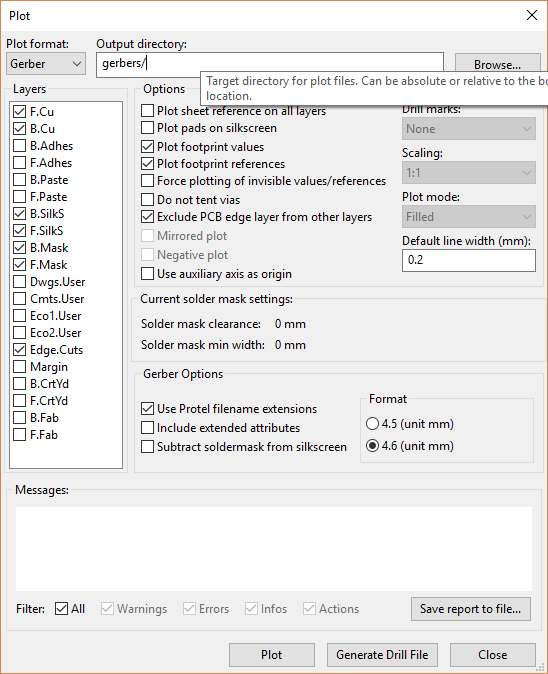 Plot
Plot format:
Output directory:
Gerber
gerbers/
Browse...
Target directory for plot files. Can be absolute or relative to the bo
location.
Layers
F.Cu
B.Cu
B.Adhes
F.Adhes
B.Paste
F.Paste
B.SilkS
F.SilkS
B.Mask
F.Mask
Dwgs.User
Cmts.User
Eco1.User
Eco2.User
Edge.Cuts
Margin
B.CrtYd
F.CrtYd
B.Fab
F.Fab
Options
Plot sheet reference on all layers
Plot pads on silkscreen
Plot footprint values
Plot footprint references
Force plotting of invisible values/references
Do not tent vias
Exclude PCB edge layer from other layers
Mirrored plot
Negative plot
Use auxiliary axis as origin
Drill marks:
None
Scaling:
1:1
Plot mode:
Filled
Default line width (mm):
0.2
Current solder mask settings:
Solder mask clearance: 0 mm
Solder mask min width: 0 mm
Gerber Options
Use Protel filename extensions
Include extended attributes
Subtract soldermask from silkscreen
Format
4.5 (unit mm)
4.6 (unit mm)
Messages:
Filter: All Warnings Errors Infos Actions
Save report to file...
Plot
Generate Drill File
Close